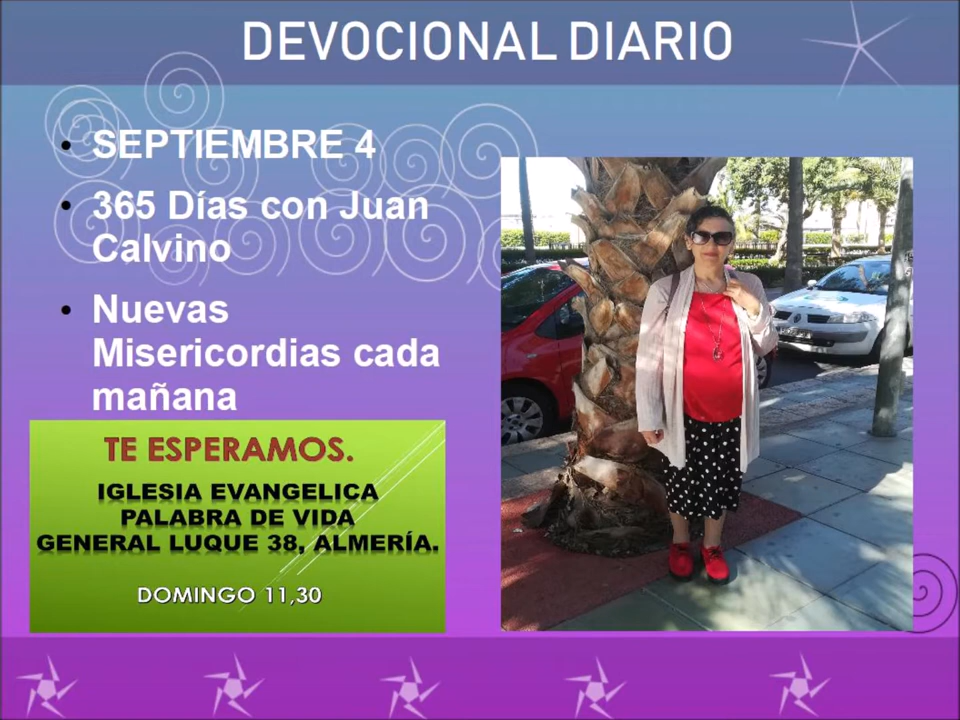 DEVOCIONAL DIARIO
• SEPTIEMBRE 4
• 365 Días con Juan
Calvino
• Nuevas
Misericordias cada
mañana
TE ESPERAMOS.
IGLESIA EVANGELICA
PALABRA DE VIDA
GENERAL LUQUE 38, ALMERÍA.
DOMINGO 11,30